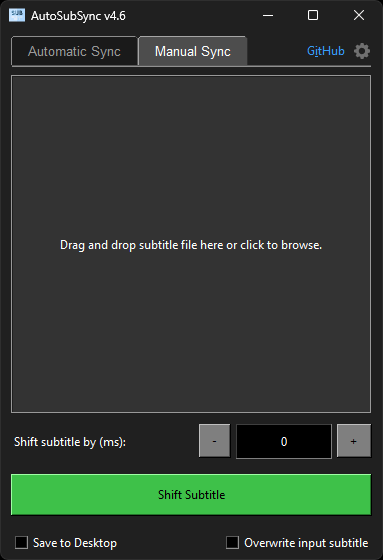 SUB
AutoSubSync v4.6
Automatic Sync Manual Sync GitHub
Drag and drop subtitle file here or click to browse.
Shift subtitle by (ms): - 0 +
Shift Subtitle
Save to Desktop Overwrite input subtitle